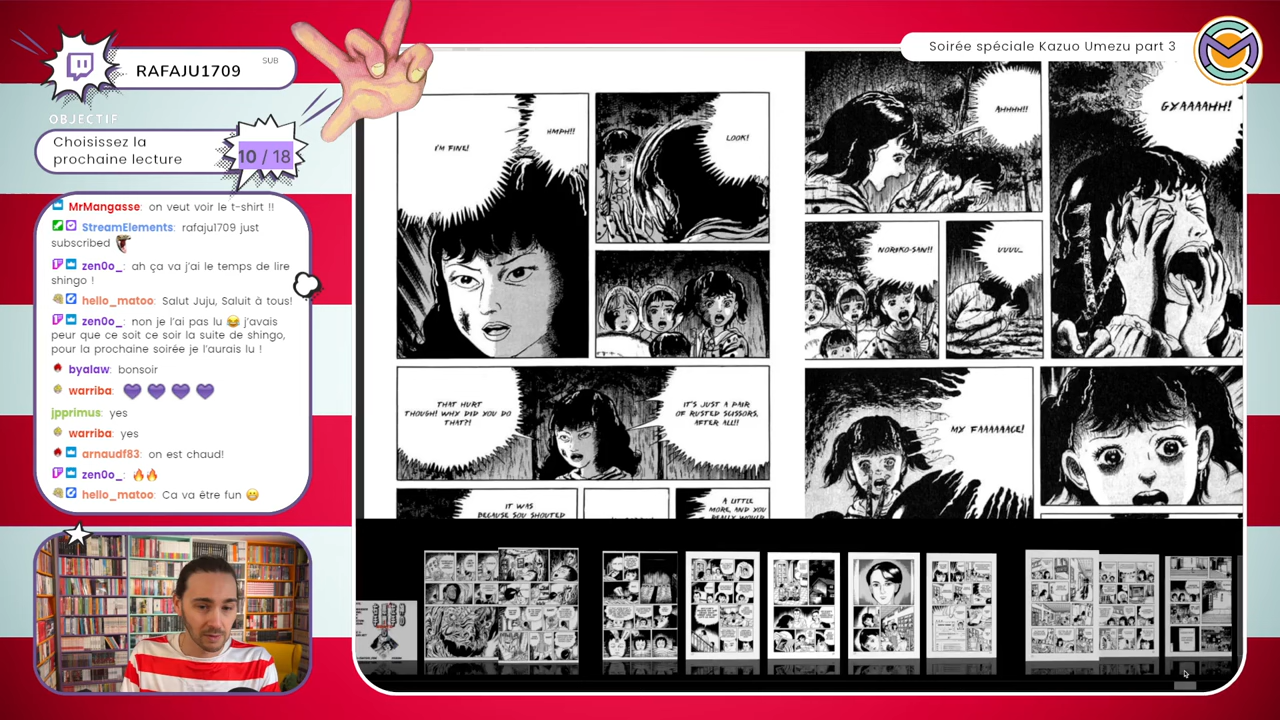 RAFAJU1709
SUB
OBJECTIF
Choisissez la
prochaine lecture
10 / 18
MrMangasse: on veut voir le t-shirt !!
StreamElements: rafaju1709 just
subscribed
zen0o_: ah ça va j'ai le temps de lire
shingo !
hello_matoo: Salut Juju, Saluit à tous!
zen0o_: non je l'ai pas lu 😂 j'avais
peur que ce soit ce soir la suite de shingo,
pour la prochaine soirée je l'aurais lu !
byalaw: bonsoir
warriba: 💜 💜 💜 💜
jpprimus: yes
warriba: yes
arnaudf83: on est chaud!
zen0o_: 🔥🔥
hello_matoo: Ca va être fun 😁
Soirée spéciale Kazuo Umezu part 3
I'M FINE!
HMPH!!
LOOK!
THAT HURT
THOUGH! WHY DID YOU DO
THAT?!
IT'S JUST A PAIR
OF RUSTED SCISSORS,
AFTER ALL!!
IT WAS
BECAUSE YOU SHOUTED
A LITTLE
MORE, AND YOU
REALLY WOULD
AHHH!!
GYAAAAHH!
NORIKO-SAN!!
UUUU...
MY FAAAAAACE!